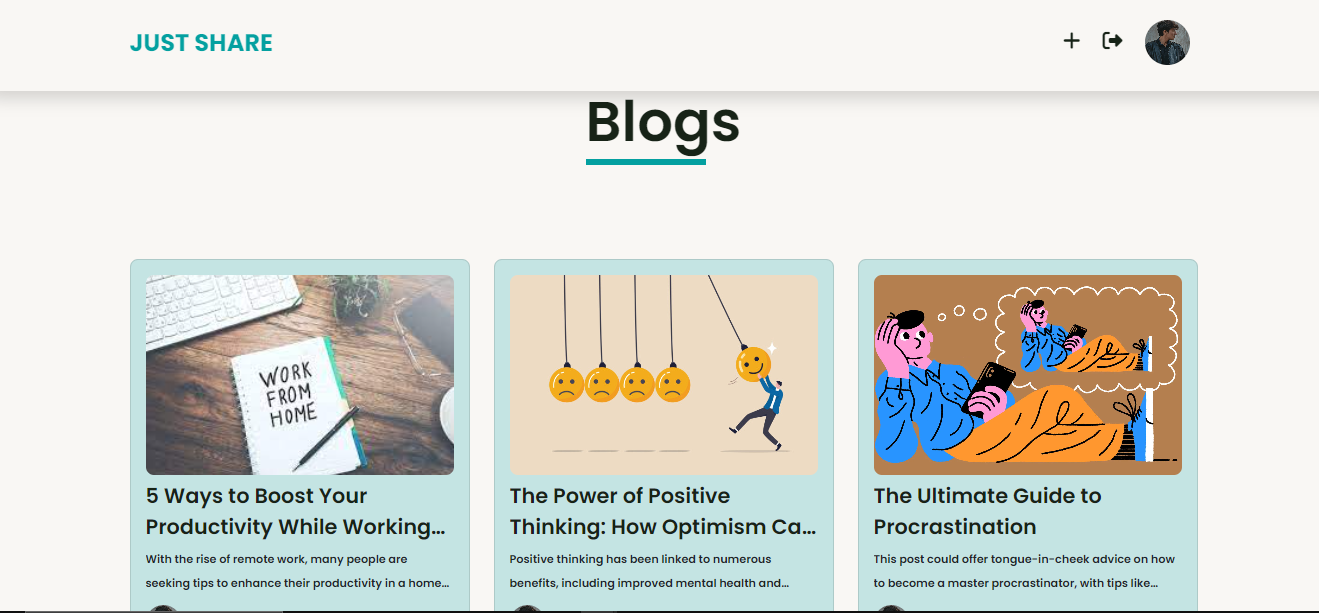 JUST SHARE
Blogs
WORK
FROM
HOME
5 Ways to Boost Your
Productivity While Working...
With the rise of remote work, many people are
seeking tips to enhance their productivity in a home...
The Power of Positive
Thinking: How Optimism Ca...
Positive thinking has been linked to numerous
benefits, including improved mental health and...
The Ultimate Guide to
Procrastination
This post could offer tongue-in-cheek advice on how
to become a master procrastinator, with tips like...